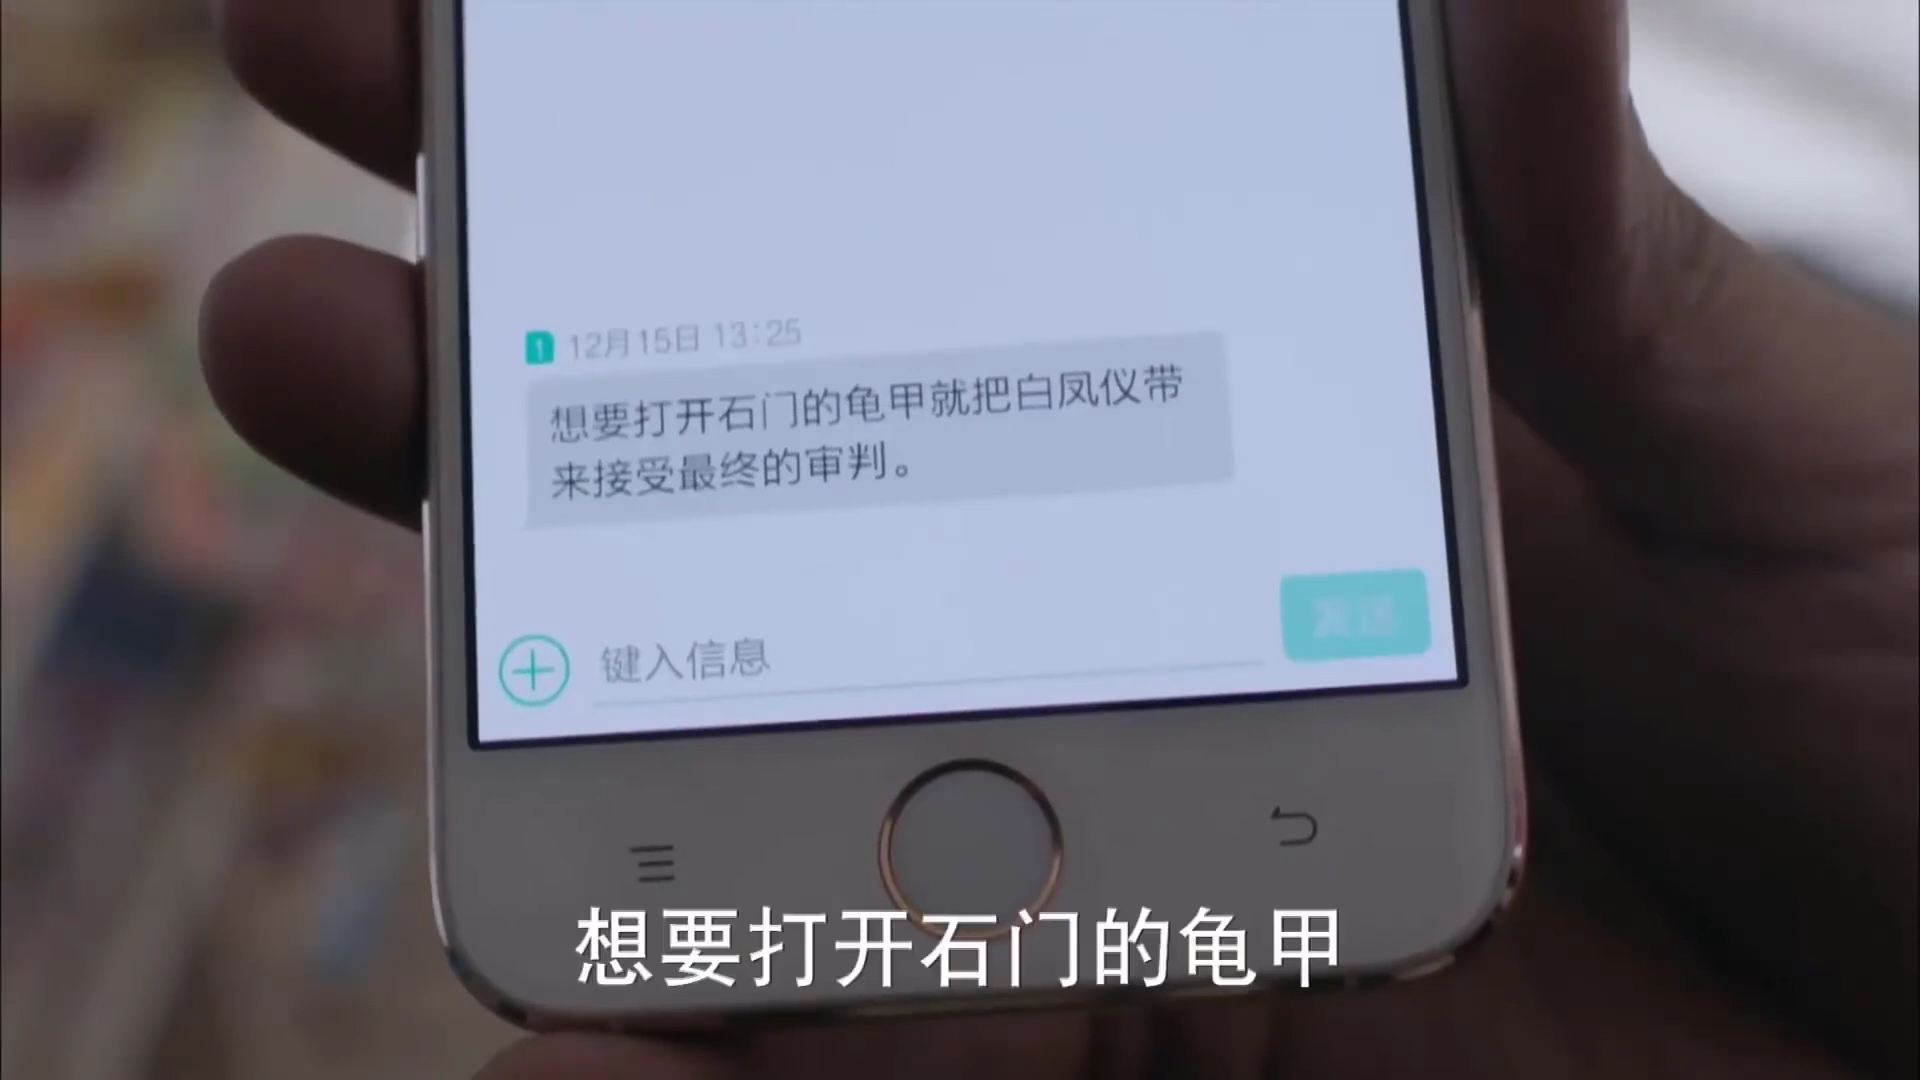 1 12月15日 13:25
想要打开石门的龟甲就把白凤仪带
来接受最终的审判。
键入信息
发送
想要打开石门的龟甲